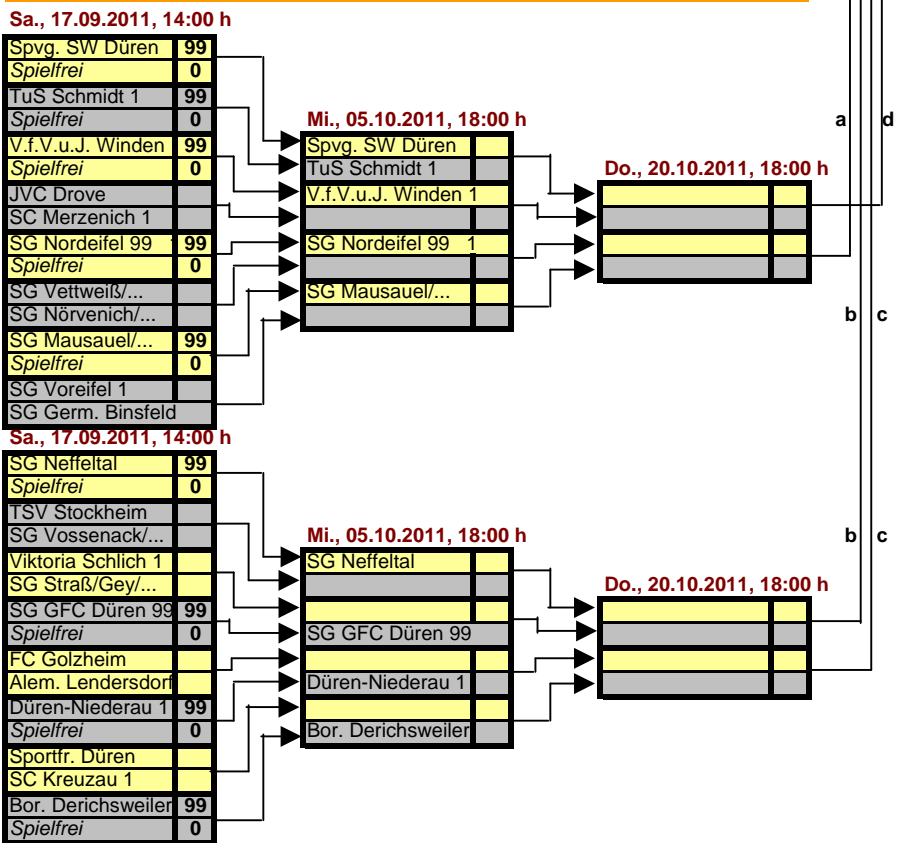 Sa., 17.09.2011, 14:00 h
Spvg. SW Düren 99
Spielfrei 0
TuS Schmidt 1 99
Spielfrei 0
V.f.V.u.J. Winden 99
Spielfrei 0
JVC Drove
SC Merzenich 1
SG Nordeifel 99 1 99
Spielfrei 0
SG Vettweiß/...
SG Nörvenich/...
SG Mausauel/... 99
Spielfrei 0
SG Voreifel 1
SG Germ. Binsfeld
Mi., 05.10.2011, 18:00 h
Spvg. SW Düren
TuS Schmidt 1
V.f.V.u.J. Winden 1
SG Nordeifel 99 1
SG Mausauel/...
Do., 20.10.2011, 18:00 h
a d
b c
Sa., 17.09.2011, 14:00 h
SG Neffeltal 99
Spielfrei 0
TSV Stockheim
SG Vossenack/...
Viktoria Schlich 1
SG Straß/Gey/...
SG GFC Düren 99 99
Spielfrei 0
FC Golzheim
Alem. Lendersdorf
Düren-Niederau 1 99
Spielfrei 0
Sportfr. Düren
SC Kreuzau 1
Bor. Derichsweiler 99
Spielfrei 0
Mi., 05.10.2011, 18:00 h
SG Neffeltal
SG GFC Düren 99
Düren-Niederau 1
Bor. Derichsweiler
Do., 20.10.2011, 18:00 h
b c